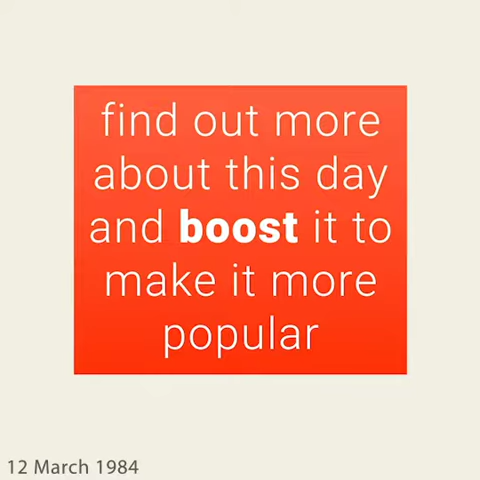 find out more
about this day
and boost it to
make it more
popular
12 March 1984